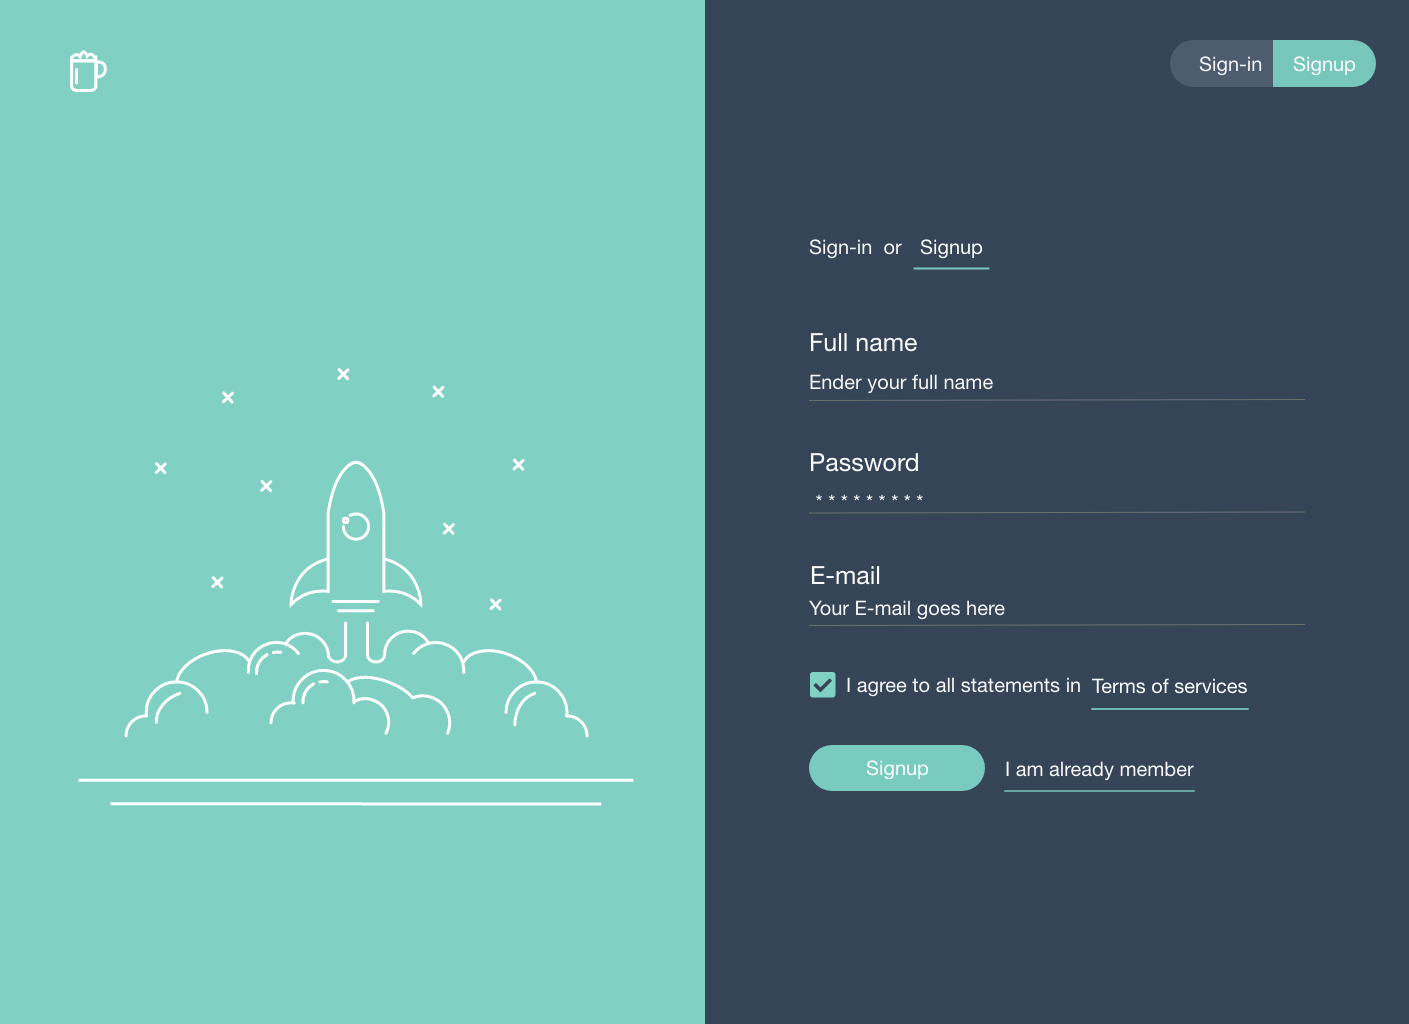 Sign-in Signup
Sign-in or Signup
Full name
Ender your full name
Password
* * * * * * * * *
E-mail
Your E-mail goes here
I agree to all statements in Terms of services
Signup I am already member